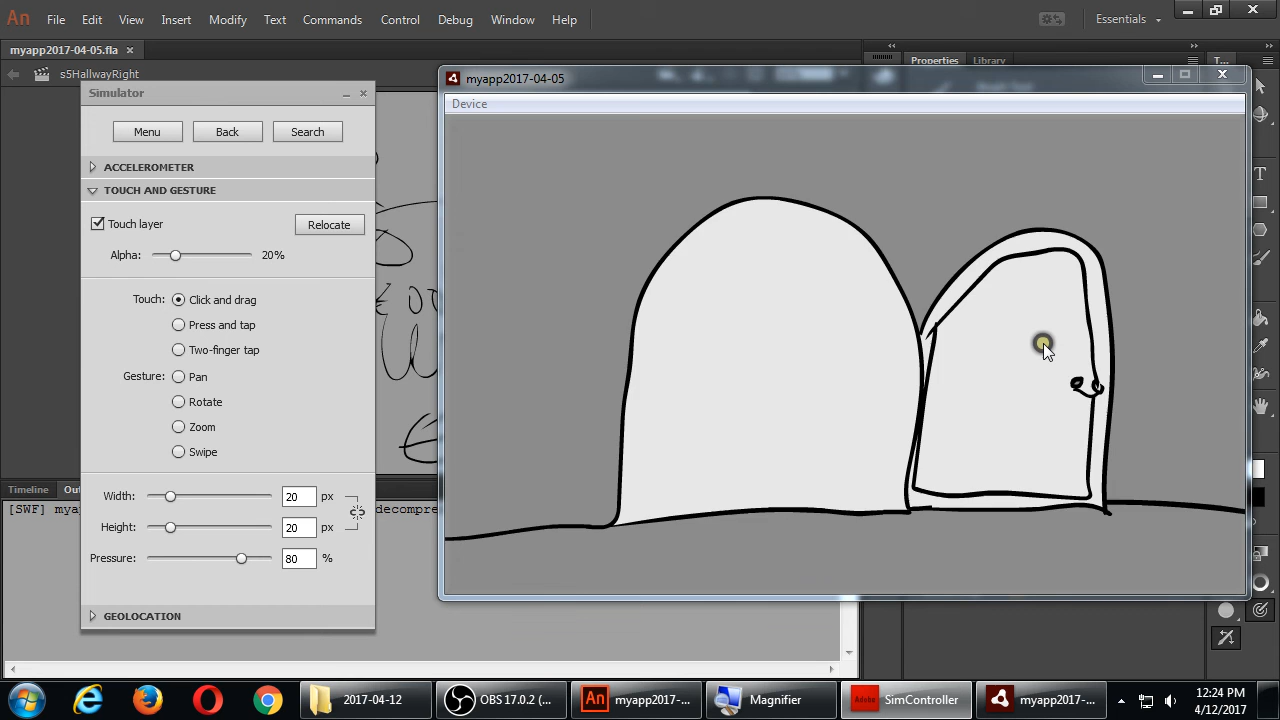 An File Edit View Insert Modify Text Commands Control Debug Window Help Essentials
myapp2017-04-05.fla
s5HallwayRight
Properties Library T...
Simulator
Menu Back Search
ACCELEROMETER
TOUCH AND GESTURE
Touch layer Relocate
Alpha: 20%
Touch: Click and drag
Press and tap
Two-finger tap
Gesture: Pan
Rotate
Zoom
Swipe
Width: 20 px
Height: 20 px
Pressure: 80 %
GEOLOCATION
myapp2017-04-05
Device
Timeline Out
[SWF] mya decompre
2017-04-12 OBS 17.0.2 (... myapp2017-... Magnifier SimController myapp2017-...
12:24 PM
4/12/2017